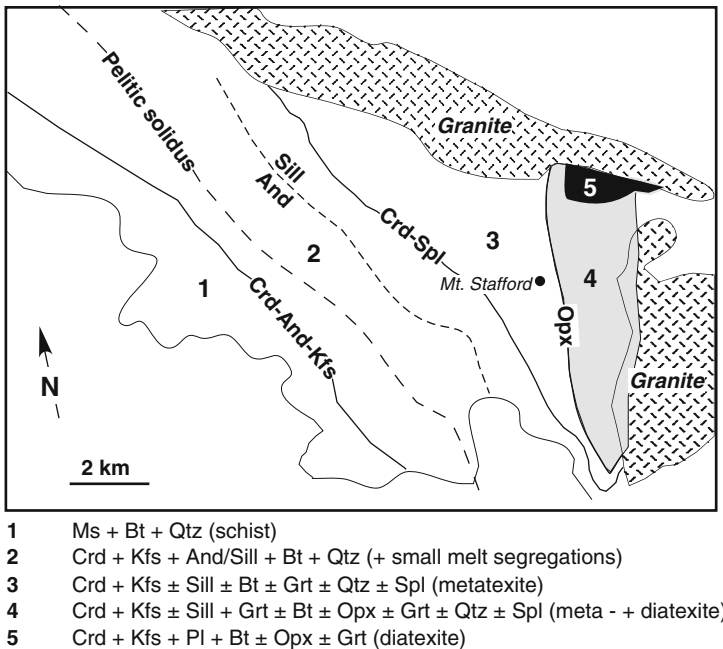 Granite
Pelitic solidus
Sill
And
5
Crd-Spl
3
2
4
Mt. Stafford
1
Crd-And-Kfs
Opx
N
Granite
2 km
1 Ms + Bt + Qtz (schist)
2 Crd + Kfs + And/Sill + Bt + Qtz (+ small melt segregations)
3 Crd + Kfs ± Sill ± Bt ± Grt ± Qtz ± Spl (metatexite)
4 Crd + Kfs ± Sill + Grt ± Bt ± Opx ± Grt ± Qtz ± Spl (meta - + diatexite)
5 Crd + Kfs + Pl + Bt ± Opx ± Grt (diatexite)